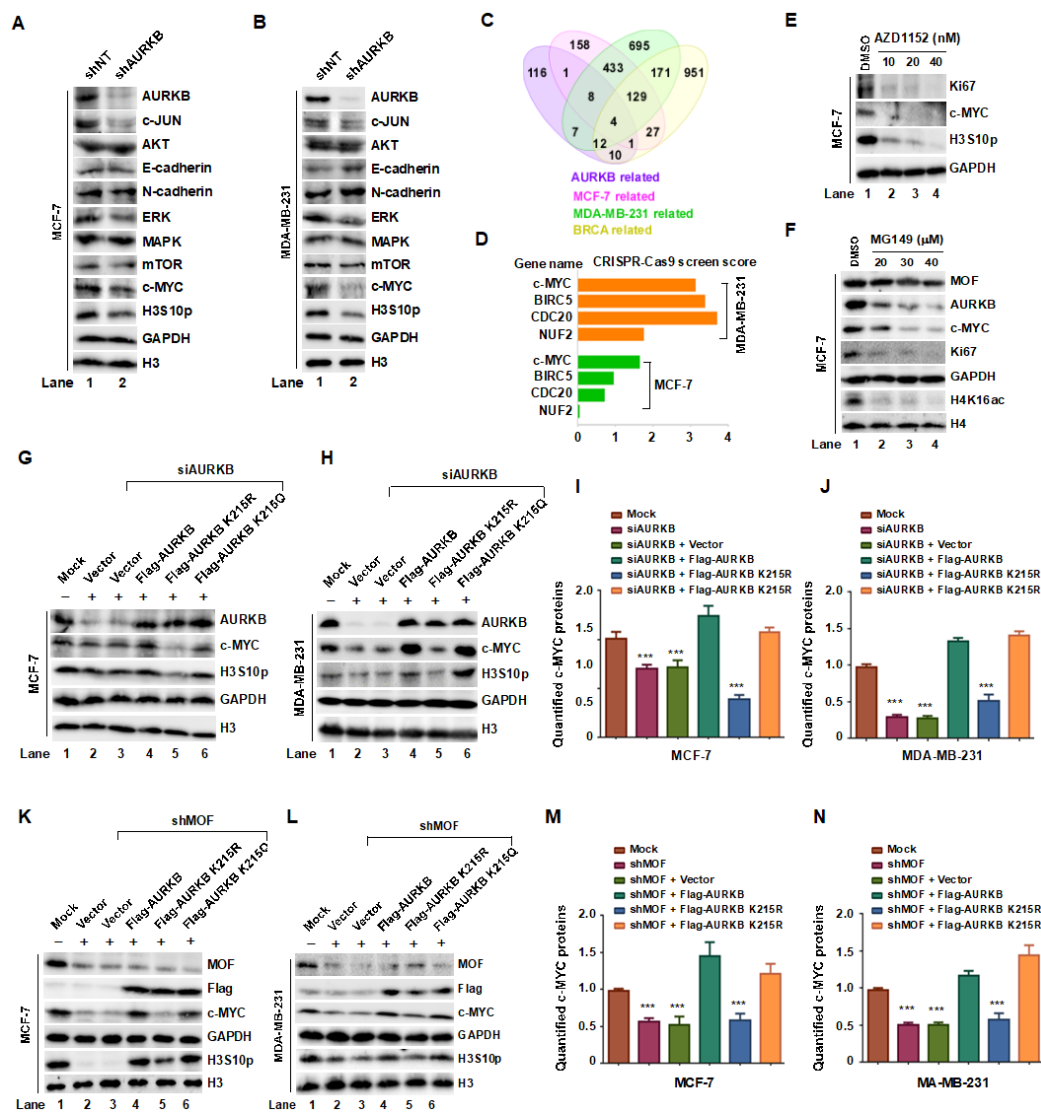 A
shNT
shAURKB
AURKB
c-JUN
AKT
E-cadherin
N-cadherin
ERK
MAPK
mTOR
c-MYC
H3S10p
GAPDH
H3
MCF-7
Lane 1 2
B
shNT
shAURKB
AURKB
c-JUN
AKT
E-cadherin
N-cadherin
ERK
MAPK
mTOR
c-MYC
H3S10p
GAPDH
H3
MDA-MB-231
Lane 1 2
C
158 695
116 1 433 171 951
8 129
4
7 27
12 1
10
AURKB related
MCF-7 related
MDA-MB-231 related
BRCA related
D
Gene name CRISPR-Cas9 screen score
c-MYC
BIRC5
CDC20
NUF2
MDA-MB-231
c-MYC
BIRC5
CDC20
NUF2
MCF-7
0 1 2 3 4
E
AZD1152 (nM)
DMSO
10 20 40
Ki67
c-MYC
H3S10p
GAPDH
MCF-7
Lane 1 2 3 4
F
MG149 (μM)
DMSO
20 30 40
MOF
AURKB
c-MYC
Ki67
GAPDH
H4K16ac
H4
MCF-7
Lane 1 2 3 4
G
siAURKB
Mock
Vector
Vector
Flag-AURKB
Flag-AURKB K215R
Flag-AURKB K215Q
– + + + + +
AURKB
c-MYC
H3S10p
GAPDH
H3
MCF-7
Lane 1 2 3 4 5 6
H
siAURKB
Mock
Vector
Vector
Flag-AURKB
Flag-AURKB K215R
Flag-AURKB K215Q
– + + + + +
AURKB
c-MYC
H3S10p
GAPDH
H3
MDA-MB-231
Lane 1 2 3 4 5 6
I
Mock
siAURKB
siAURKB + Vector
siAURKB + Flag-AURKB
siAURKB + Flag-AURKB K215R
siAURKB + Flag-AURKB K215R
Quantified c-MYC proteins
2.0
1.5
1.0
0.5
0
*** *** ***
MCF-7
J
Mock
siAURKB
siAURKB + Vector
siAURKB + Flag-AURKB
siAURKB + Flag-AURKB K215R
siAURKB + Flag-AURKB K215R
Quantified c-MYC proteins
2.0
1.5
1.0
0.5
0
*** *** ***
MDA-MB-231
K
shMOF
Mock
Vector
Vector
Flag-AURKB
Flag-AURKB K215R
Flag-AURKB K215Q
– + + + + +
MOF
Flag
c-MYC
GAPDH
H3S10p
H3
MCF-7
Lane 1 2 3 4 5 6
L
shMOF
Mock
Vector
Vector
Flag-AURKB
Flag-AURKB K215R
Flag-AURKB K215Q
– + + + + +
MOF
Flag
c-MYC
GAPDH
H3S10p
H3
MDA-MB-231
Lane 1 2 3 4 5 6
M
Mock
shMOF
shMOF + Vector
shMOF + Flag-AURKB
shMOF + Flag-AURKB K215R
shMOF + Flag-AURKB K215R
Quantified c-MYC proteins
2.0
1.5
1.0
0.5
0
*** *** ***
MCF-7
N
Mock
shMOF
shMOF + Vector
shMOF + Flag-AURKB
shMOF + Flag-AURKB K215R
shMOF + Flag-AURKB K215R
Quantified c-MYC proteins
2.0
1.5
1.0
0.5
0
*** *** ***
MA-MB-231